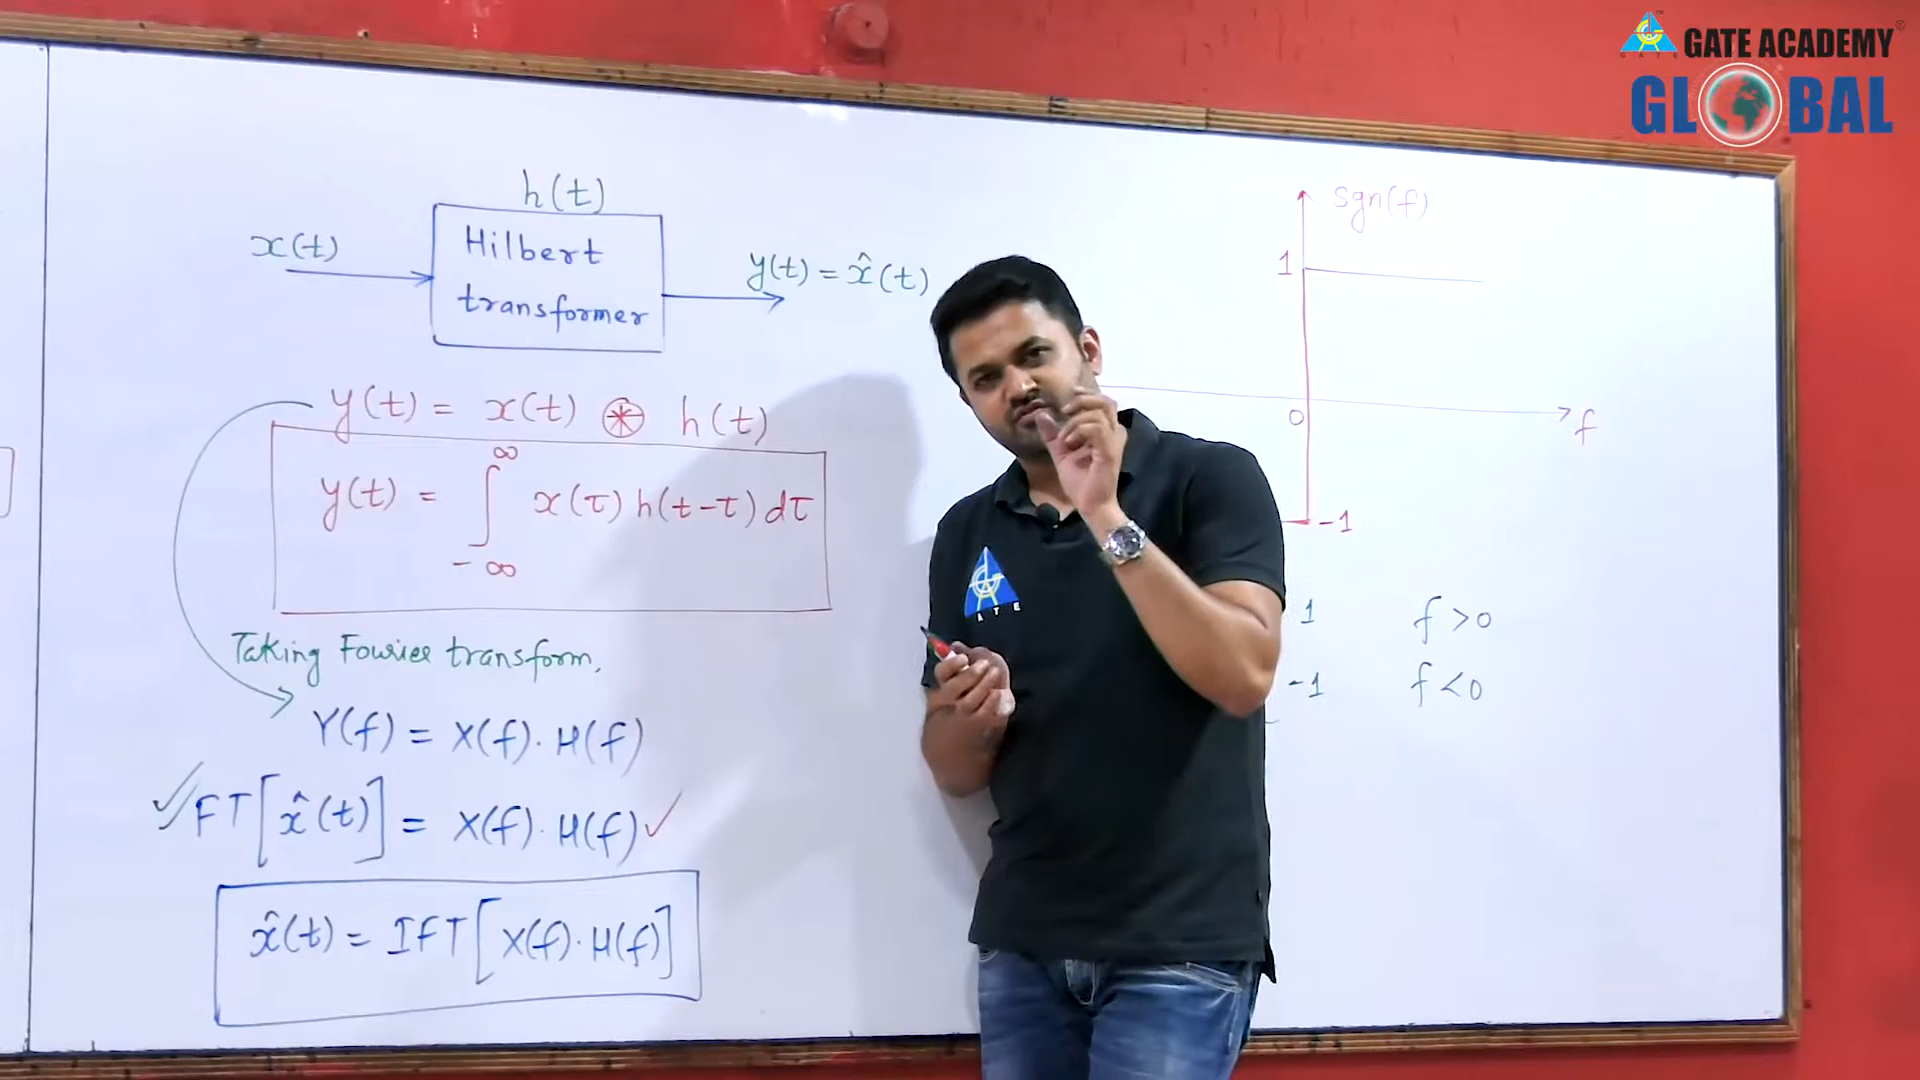 GATE ACADEMY
GLOBAL
h(t)
x(t)
Hilbert
transformer
y(t) = x̂(t)
y(t) = x(t) ⊛ h(t)
y(t) = ∫ x(τ) h(t-τ) dτ
∞
- ∞
Taking Fourier transform,
Y(f) = X(f) · H(f)
FT[x̂(t)] = X(f) · H(f)
x̂(t) = IFT[X(f) · H(f)]
sgn(f)
1
0
f
-1
1 f > 0
-1 f < 0
A T E